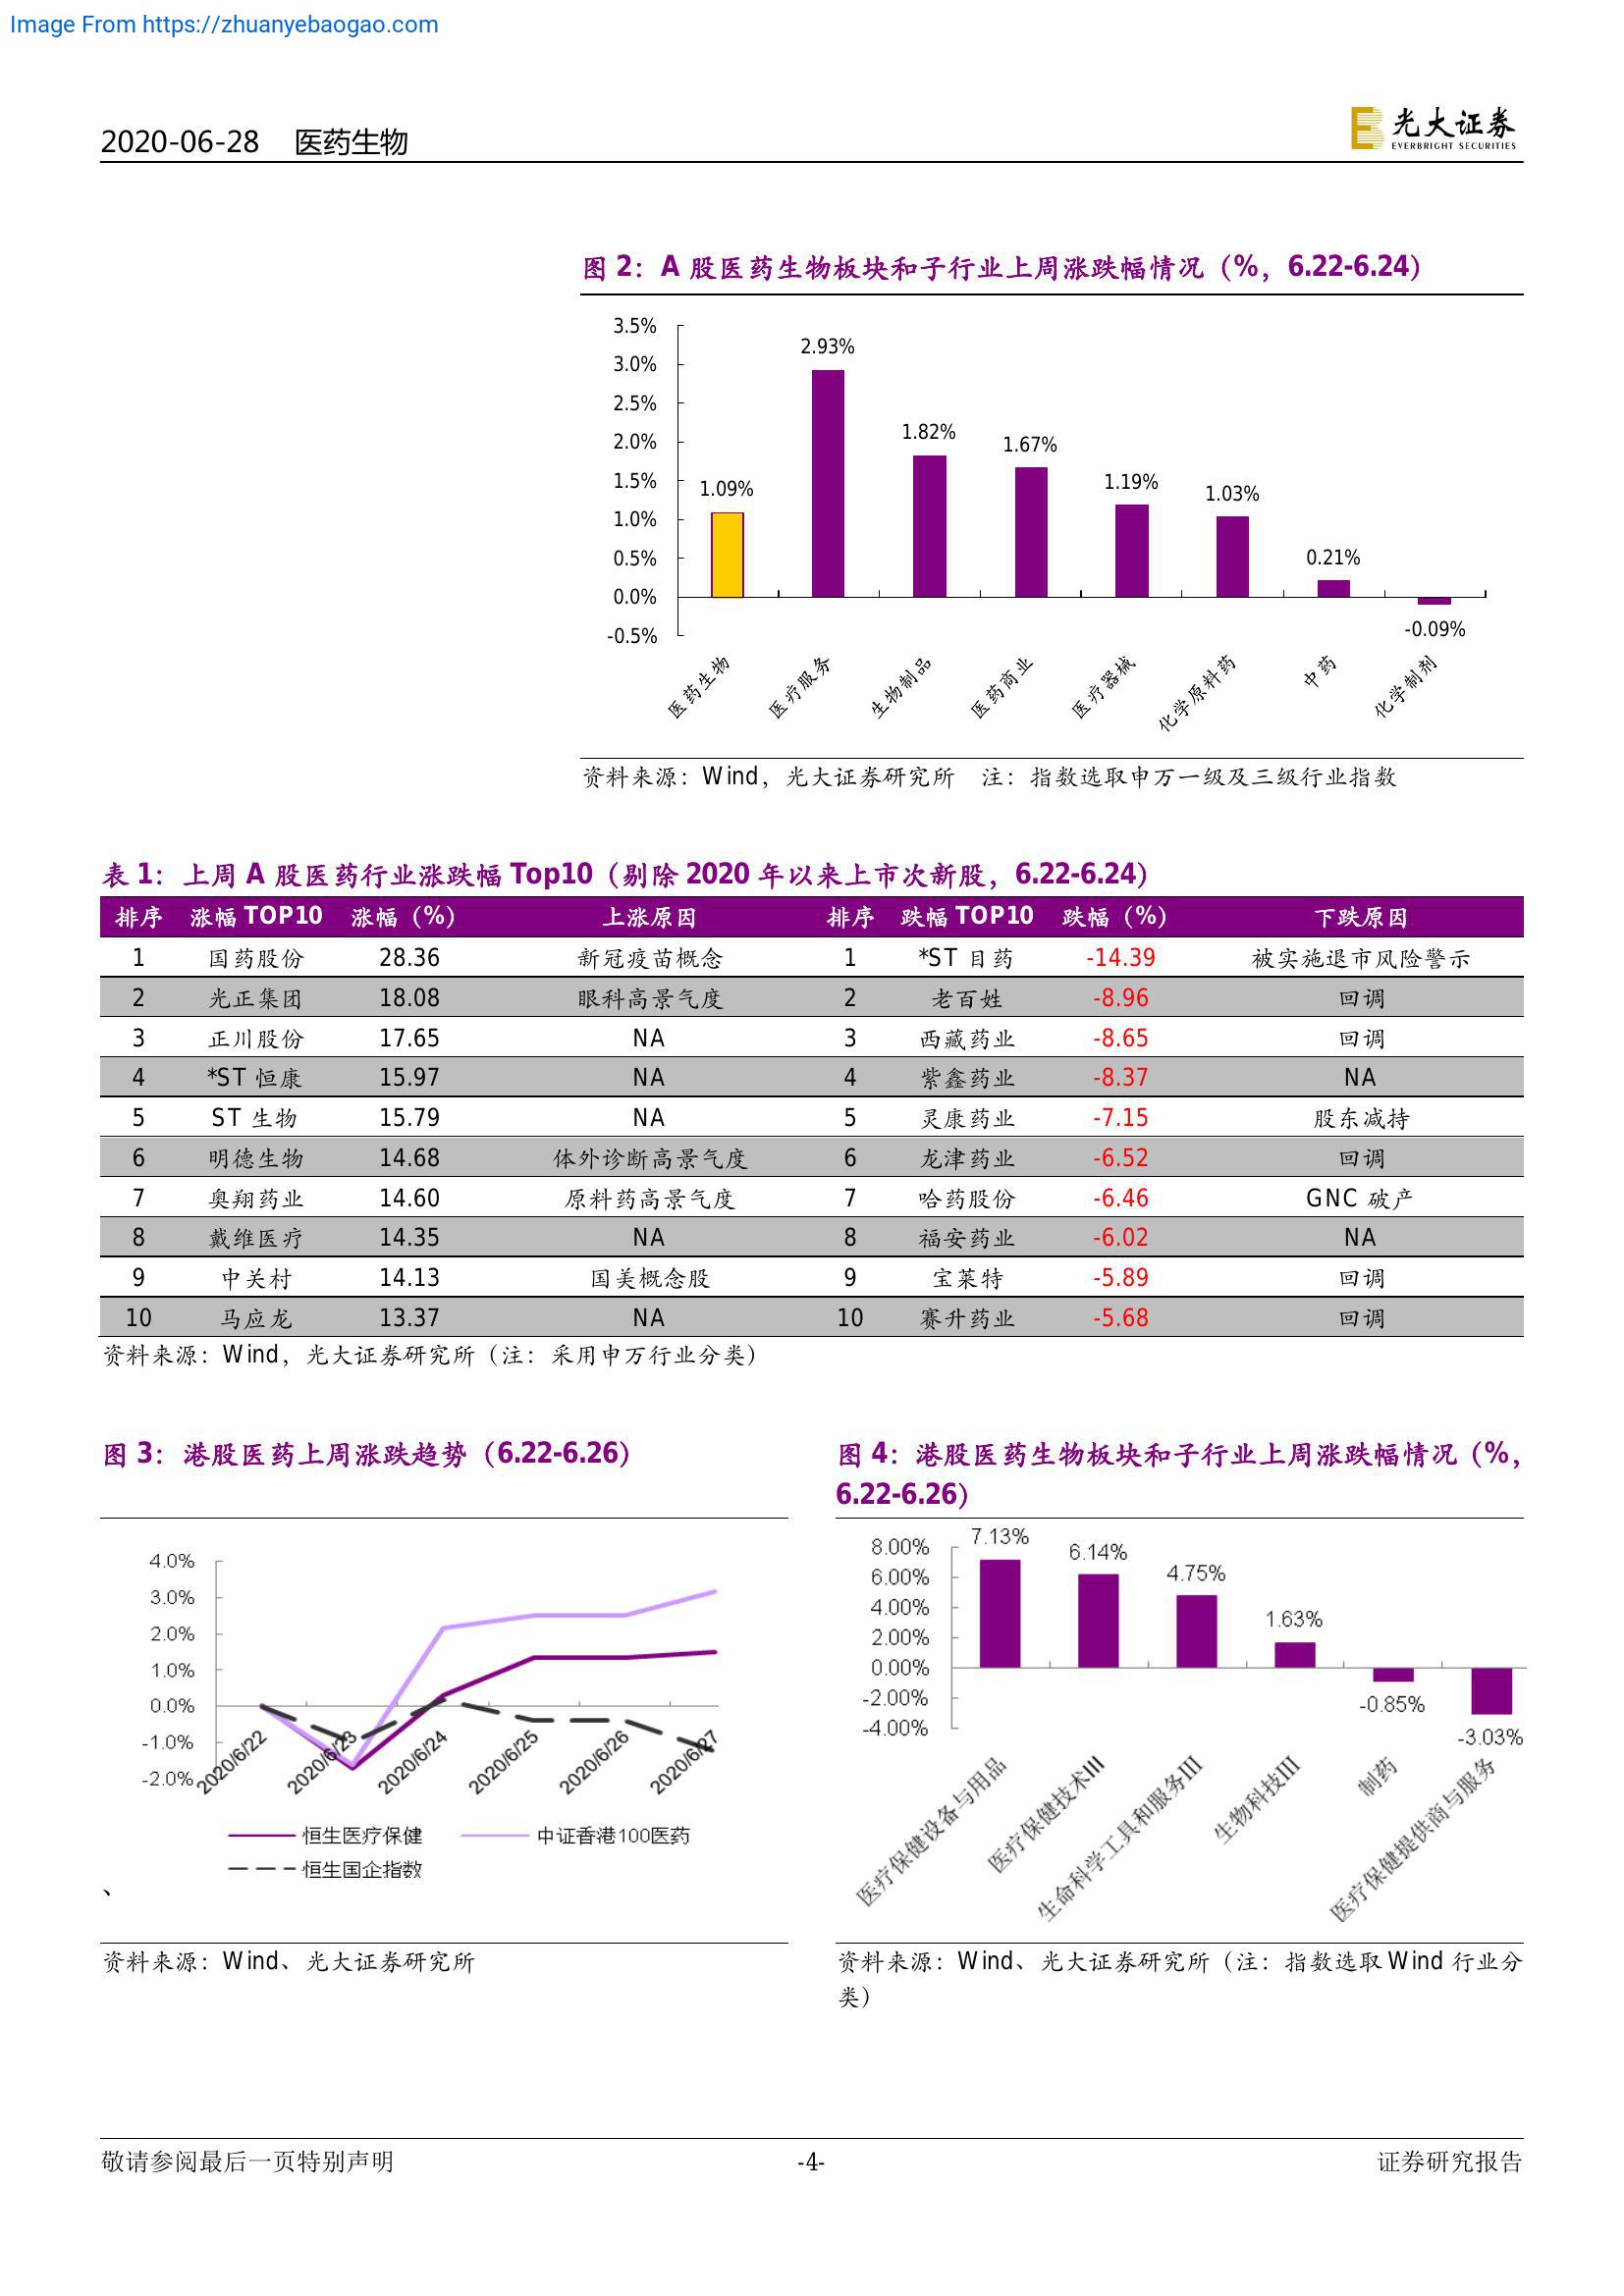 Image From https://zhuanyebaogao.com
2020-06-28 医药生物
光大证券
EVERBRIGHT SECURITIES
图 2：A 股医药生物板块和子行业上周涨跌幅情况（%，6.22-6.24）
3.5%
3.0%
2.5%
2.0%
1.5%
1.0%
0.5%
0.0%
-0.5%
1.09%
2.93%
1.82%
1.67%
1.19%
1.03%
0.21%
-0.09%
医药生物
医疗服务
生物制品
医药商业
医疗器械
化学原料药
中药
化学制剂
资料来源：Wind，光大证券研究所 注：指数选取申万一级及三级行业指数
表 1：上周 A 股医药行业涨跌幅 Top10（剔除 2020 年以来上市次新股，6.22-6.24）
排序 涨幅 TOP10 涨幅（%） 上涨原因 排序 跌幅 TOP10 跌幅（%） 下跌原因
1 国药股份 28.36 新冠疫苗概念 1 *ST 目药 -14.39 被实施退市风险警示
2 光正集团 18.08 眼科高景气度 2 老百姓 -8.96 回调
3 正川股份 17.65 NA 3 西藏药业 -8.65 回调
4 *ST 恒康 15.97 NA 4 紫鑫药业 -8.37 NA
5 ST 生物 15.79 NA 5 灵康药业 -7.15 股东减持
6 明德生物 14.68 体外诊断高景气度 6 龙津药业 -6.52 回调
7 奥翔药业 14.60 原料药高景气度 7 哈药股份 -6.46 GNC 破产
8 戴维医疗 14.35 NA 8 福安药业 -6.02 NA
9 中关村 14.13 国美概念股 9 宝莱特 -5.89 回调
10 马应龙 13.37 NA 10 赛升药业 -5.68 回调
资料来源：Wind，光大证券研究所（注：采用申万行业分类）
图 3：港股医药上周涨跌趋势（6.22-6.26）
4.0%
3.0%
2.0%
1.0%
0.0%
-1.0%
-2.0%
2020/6/22
2020/6/23
2020/6/24
2020/6/25
2020/6/26
2020/6/27
恒生医疗保健 中证香港100医药
恒生国企指数
、
资料来源：Wind、光大证券研究所
图 4：港股医药生物板块和子行业上周涨跌幅情况（%，
6.22-6.26）
8.00%
6.00%
4.00%
2.00%
0.00%
-2.00%
-4.00%
7.13%
6.14%
4.75%
1.63%
-0.85%
-3.03%
医疗保健设备与用品
医疗保健技术III
生命科学工具和服务III
生物科技III
制药
医疗保健提供商与服务
资料来源：Wind、光大证券研究所（注：指数选取 Wind 行业分
类）
敬请参阅最后一页特别声明 -4- 证券研究报告